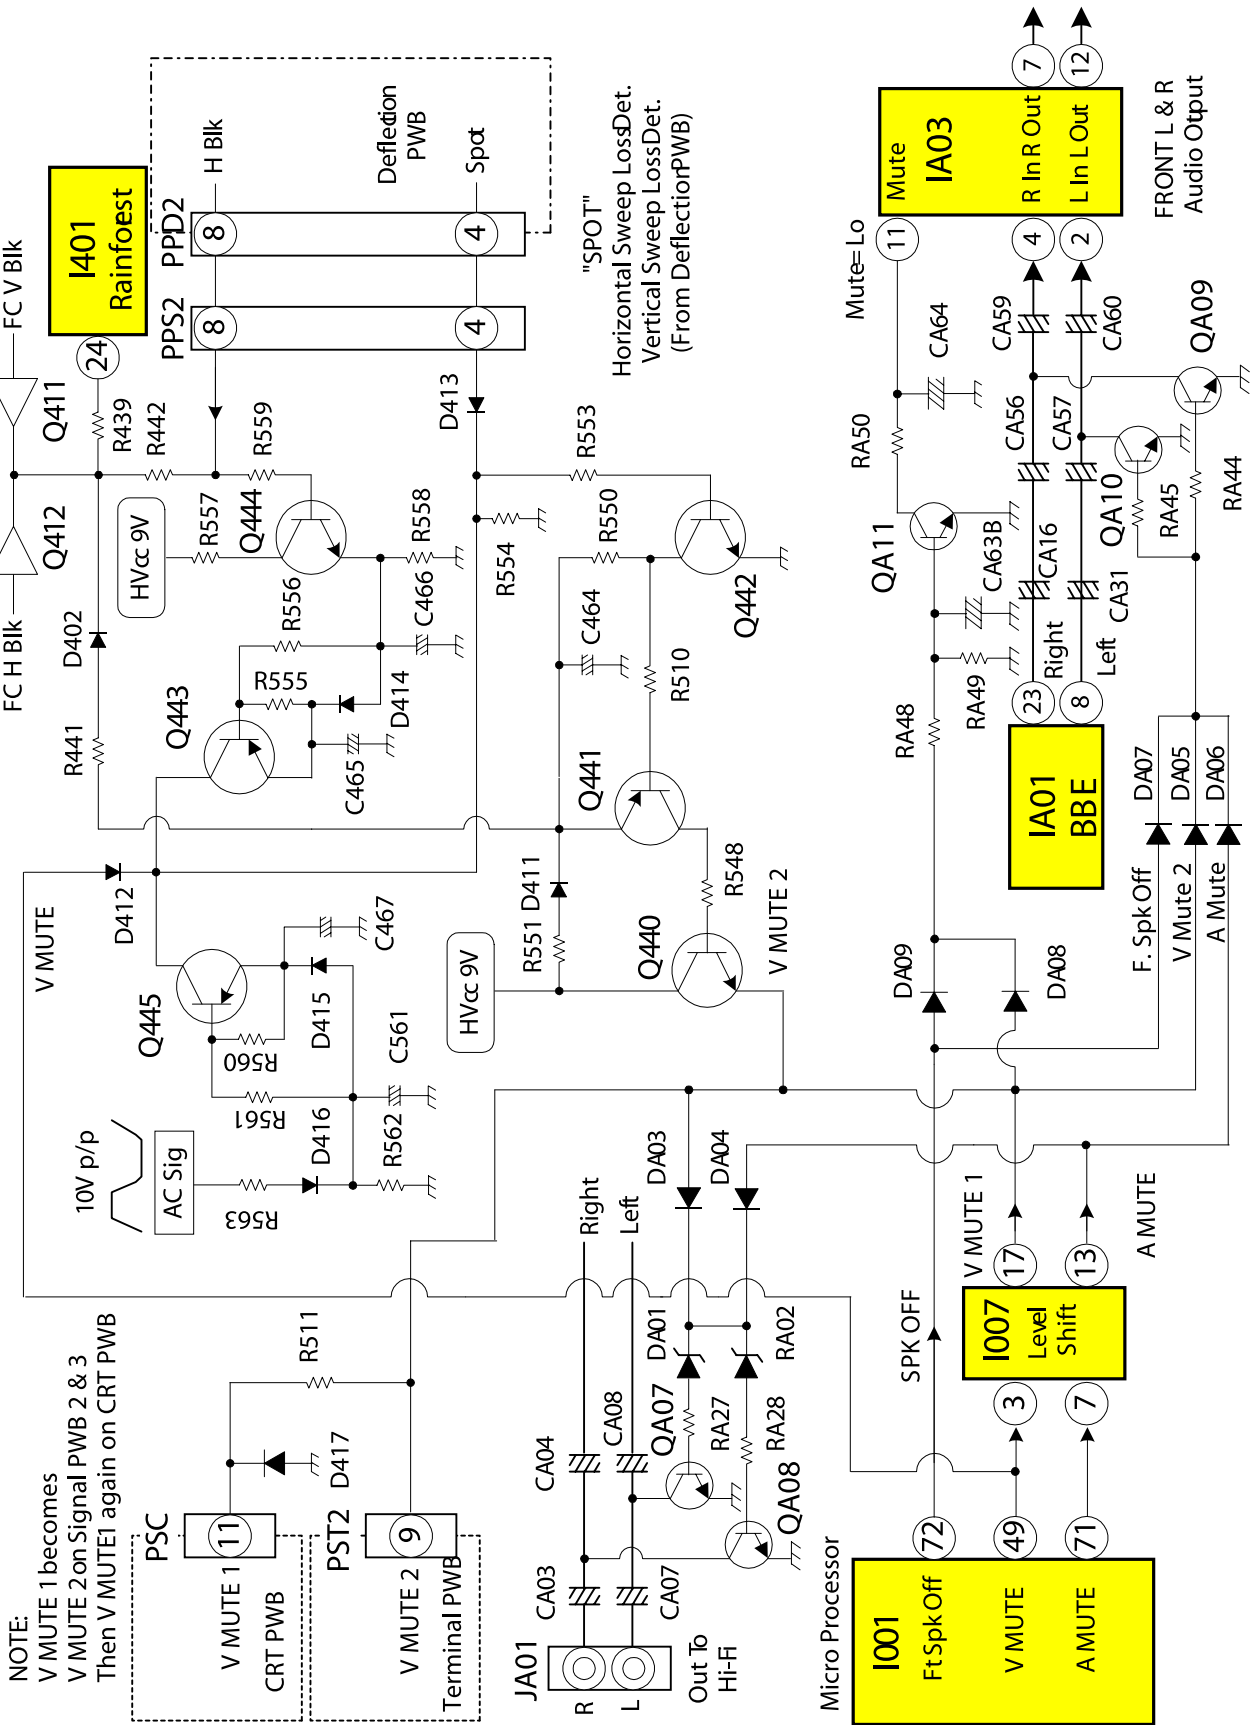 NOTE:
V MUTE 1 becomes
V MUTE 2 on Signal PWB 2 & 3
Then V MUTE1 again on CRT PWB
PSC
11
V MUTE 1
CRT PWB
PST2
9
V MUTE 2
Terminal PWB
D417
R511
10V p/p
AC Sig
R563
D416
R562
R561
R560
C561
D415
C467
Q445
V MUTE
D412
FC H Blk
Q412
FC V Blk
Q411
R441
D402
R439
R442
24
I401
Rainforest
Q443
R555
R556
C465
D414
C466
R558
HVcc 9V
R557
Q444
R559
PPS2
8
4
PPD2
8
4
H Blk
Deflection
PWB
Spot
D413
"SPOT"
Horizontal Sweep Loss Det.
Vertical Sweep Loss Det.
(From Deflection PWB)
R554
R553
R550
C464
Q442
R510
Q441
R551
D411
R548
HVcc 9V
Q440
V MUTE 2
JA01
R
L
Out To
Hi-Fi
CA03
CA07
CA04
CA08
Right
Left
QA07
QA08
RA27
RA28
DA01
RA02
DA03
DA04
Micro Processor
I001
Ft Spk Off
V MUTE
A MUTE
72
49
71
3
7
I007
Level
Shift
17
13
SPK OFF
V MUTE 1
A MUTE
DA09
DA08
F. Spk Off
V Mute 2
A Mute
DA07
DA05
DA06
IA01
BBE
23
8
Right
Left
RA48
RA49
CA63B
QA11
RA50
CA64
Mute= Lo
11
CA16
CA31
CA56
CA57
CA59
CA60
QA10
RA45
RA44
QA09
4
2
IA03
Mute
R In R Out
L In L Out
7
12
FRONT L & R
Audio Otput